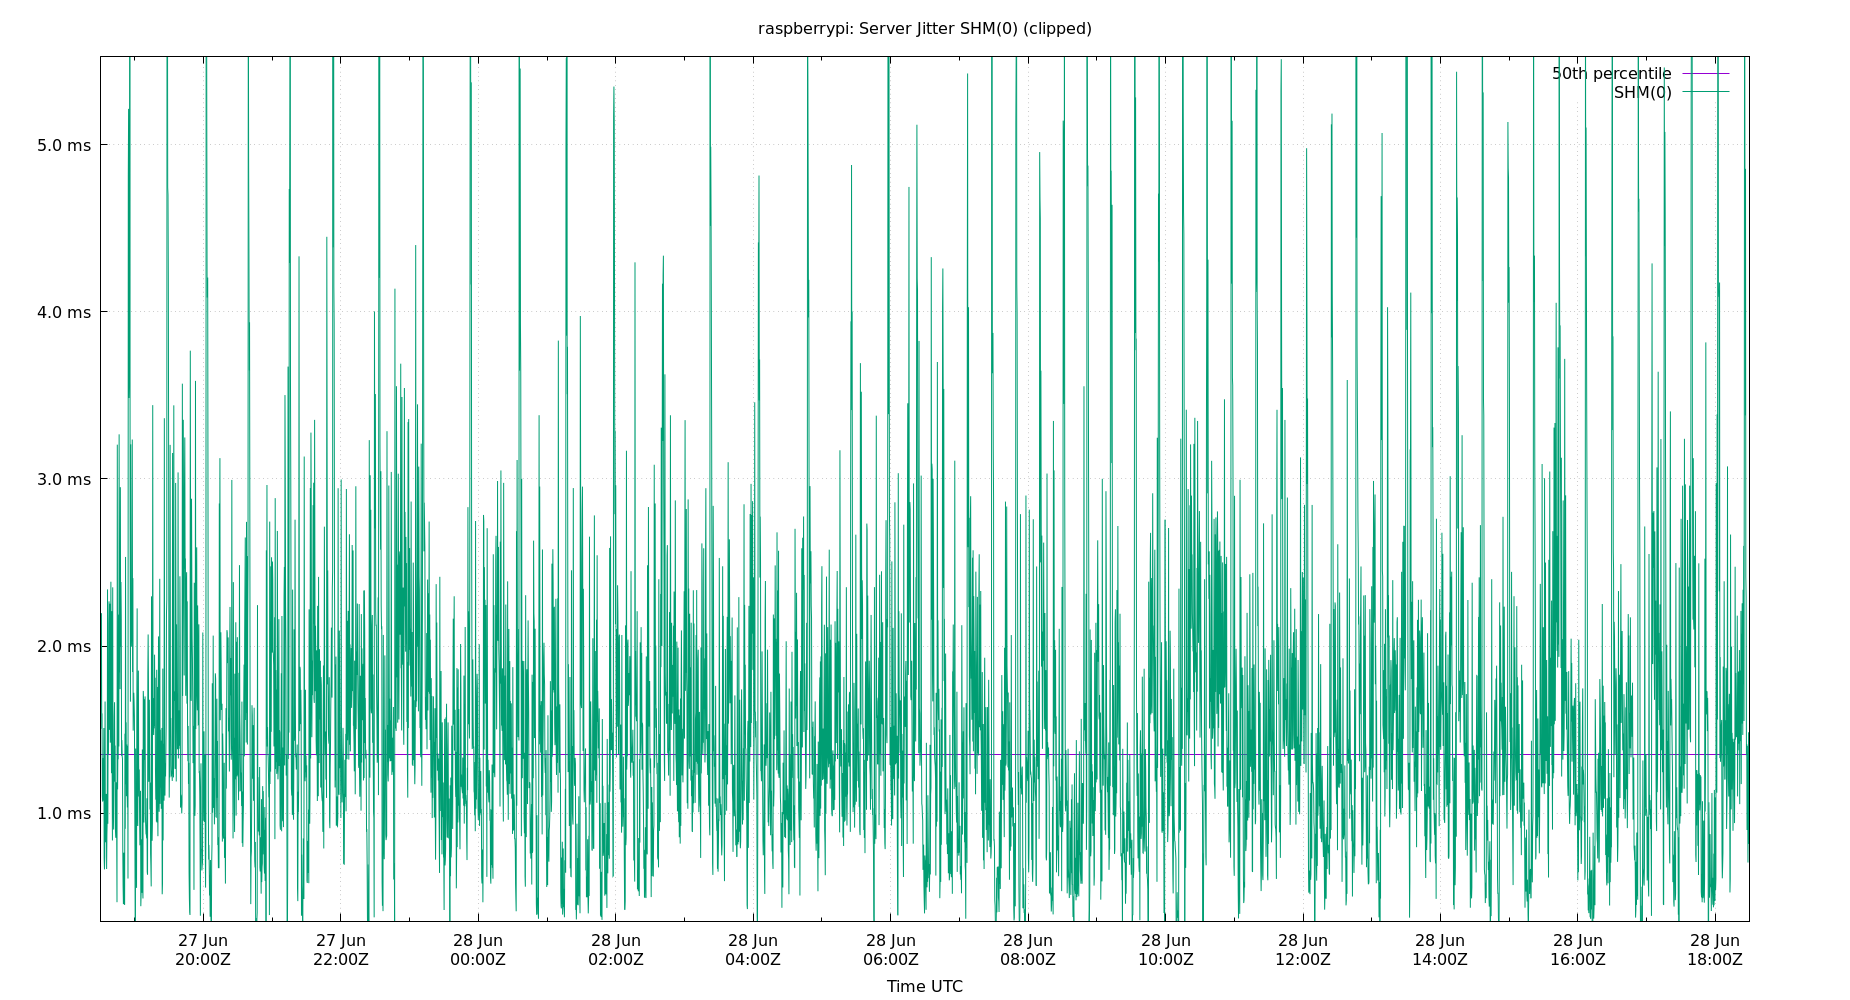 raspberrypi: Server Jitter SHM(0) (clipped)
50th percentile
SHM(0)
5.0 ms
4.0 ms
3.0 ms
2.0 ms
1.0 ms
27 Jun 27 Jun 28 Jun 28 Jun 28 Jun 28 Jun 28 Jun 28 Jun 28 Jun 28 Jun 28 Jun 28 Jun
20:00Z 22:00Z 00:00Z 02:00Z 04:00Z 06:00Z 08:00Z 10:00Z 12:00Z 14:00Z 16:00Z 18:00Z
Time UTC